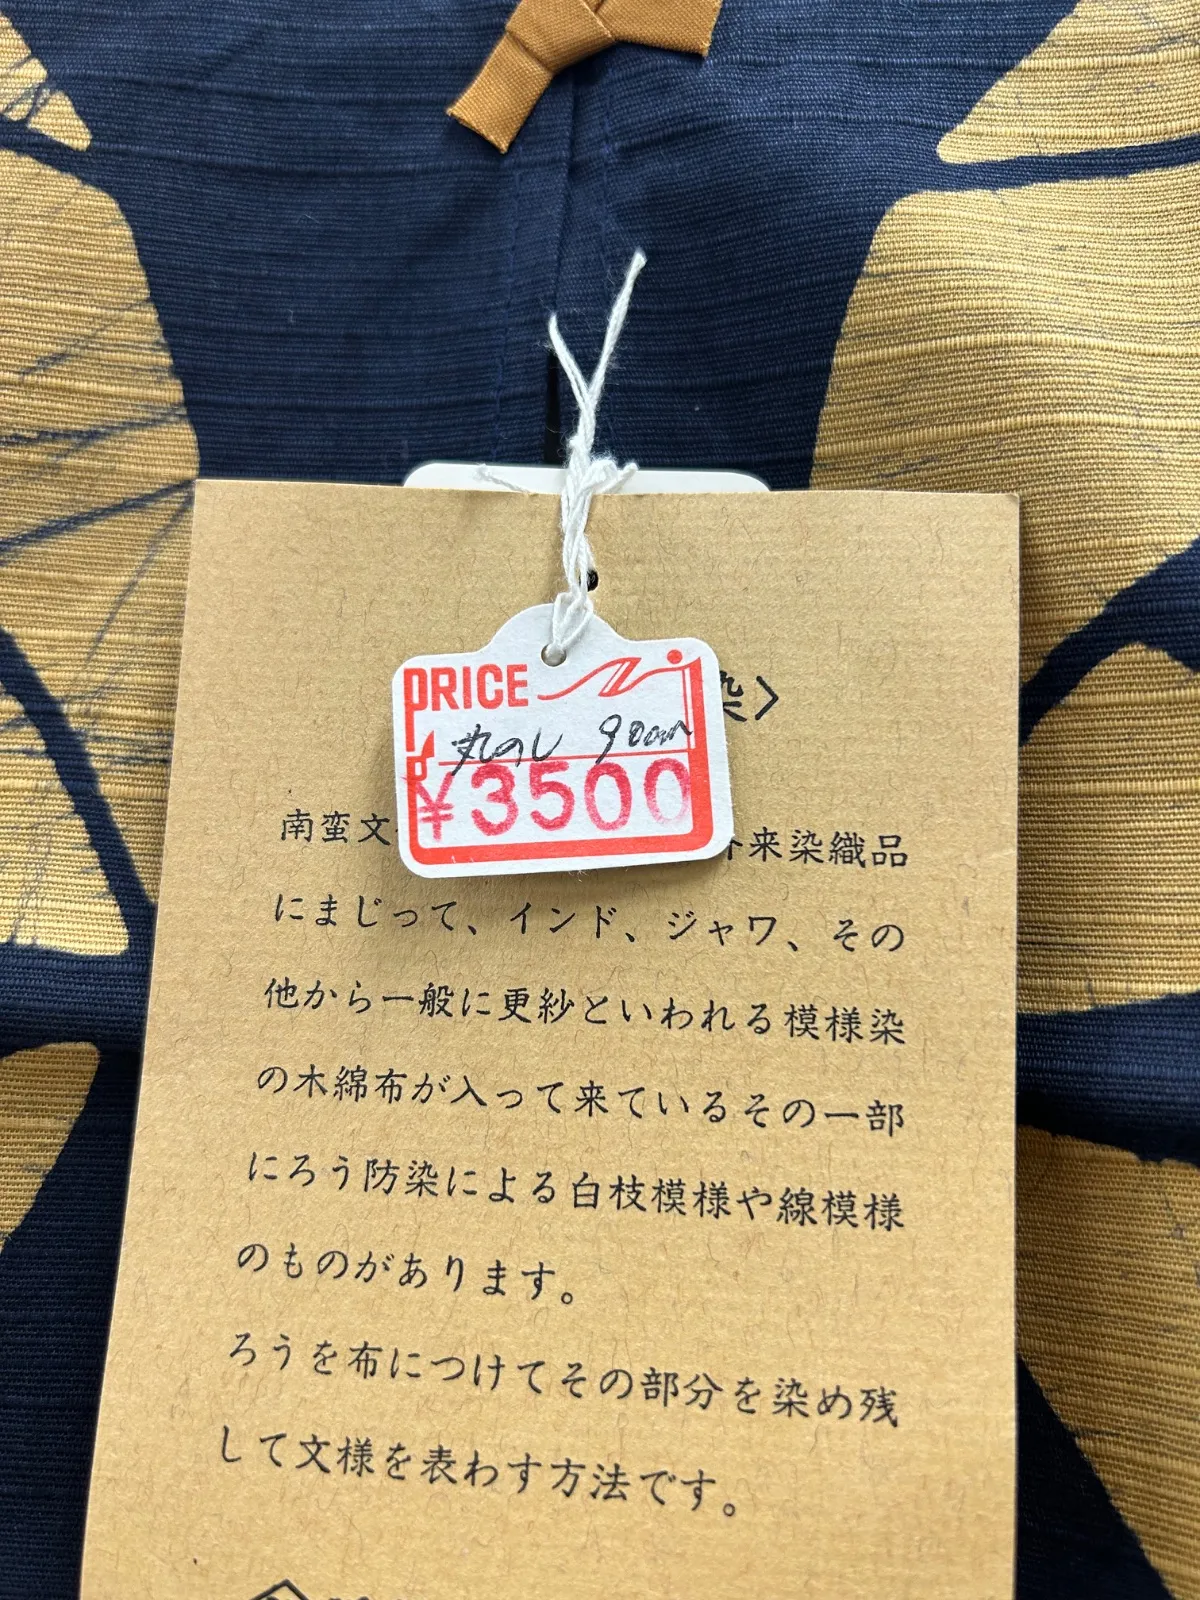 PRICE
丸のし 90cm
¥3500
染〉
南蛮文 来染織品
にまじって、インド、ジャワ、その
他から一般に更紗といわれる模様染
の木綿布が入って来ているその一部
にろう防染による白枝模様や線模様
のものがあります。
ろうを布につけてその部分を染め残
して文様を表わす方法です。